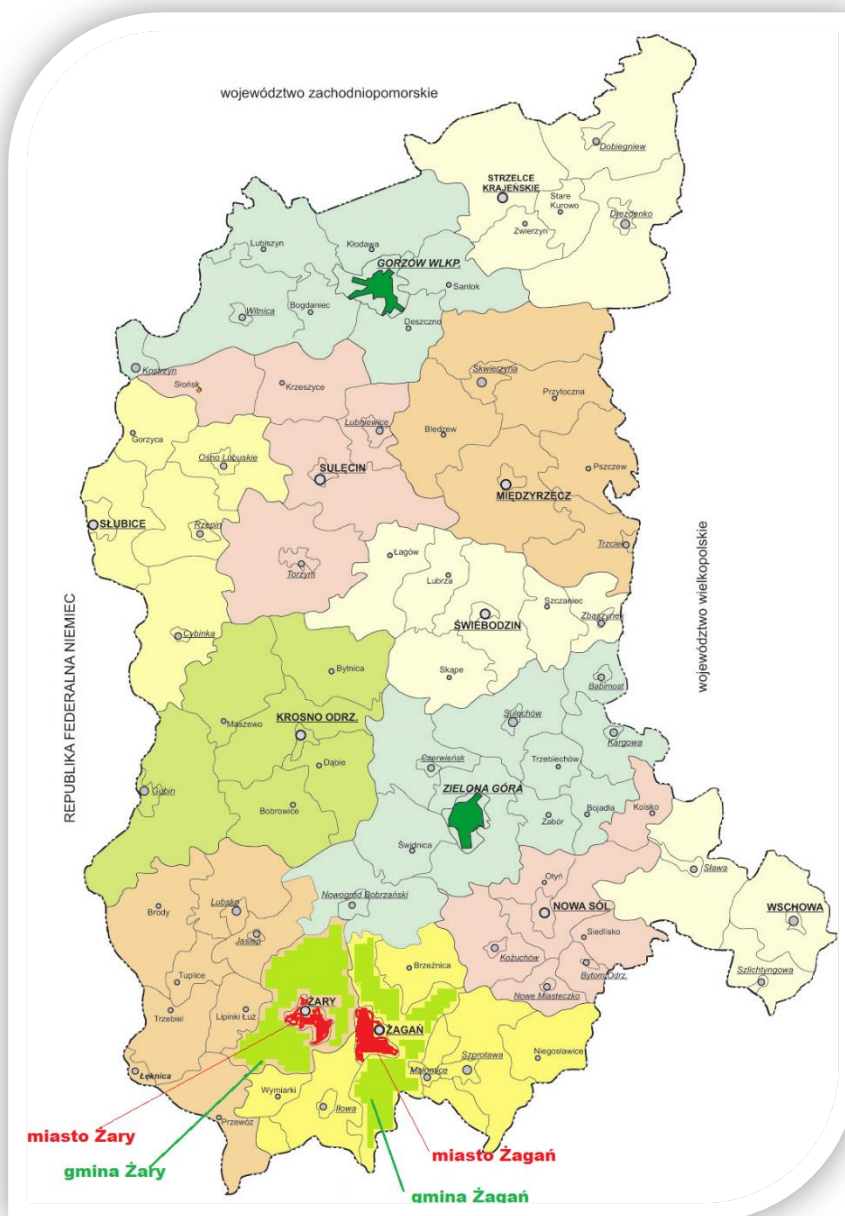 województwo zachodniopomorskie
Dobiegniew
STRZELCE
KRAJEŃSKIE
Stare
Kurowo
Drezdenko
Zwierzyn
Lubiszyn
Kłodawa
GORZÓW WLKP.
Santok
Witnica
Bogdaniec
Deszczno
Kostrzyn
Słońsk
Krzeszyce
Skwierzyna
Przytoczna
Lubniewice
Bledzew
Gorzyca
Ośno Lubuskie
SULĘCIN
Pszczew
MIĘDZYRZECZ
SŁUBICE
Rzepin
Trzciel
Torzym
Łagów
Lubrza
Szczaniec
Zbąszynek
ŚWIEBODZIN
Cybinka
Skąpe
REPUBLIKA FEDERALNA NIEMIEC
województwo wielkopolskie
Bytnica
Babimost
Maszewo
KROSNO ODRZ.
Sulechów
Kargowa
Dąbie
Czerwieńsk
Trzebiechów
Gubin
Bobrowice
ZIELONA GÓRA
Zabór
Bojadła
Kolsko
Świdnica
Sława
Otyń
Nowogród Bobrzański
Brody
Lubsko
NOWA SÓL
WSCHOWA
Jasień
Siedlisko
Kożuchów
Bytom Odrz.
Tuplice
Brzeźnica
Nowe Miasteczko
Szlichtyngowa
ŻARY
Trzebiel
Lipinki Łuż.
ŻAGAŃ
Niegosławice
Szprotawa
Małomice
Łęknica
Wymiarki
Iłowa
Przewóz
miasto Żary
miasto Żagań
gmina Żary
gmina Żagań